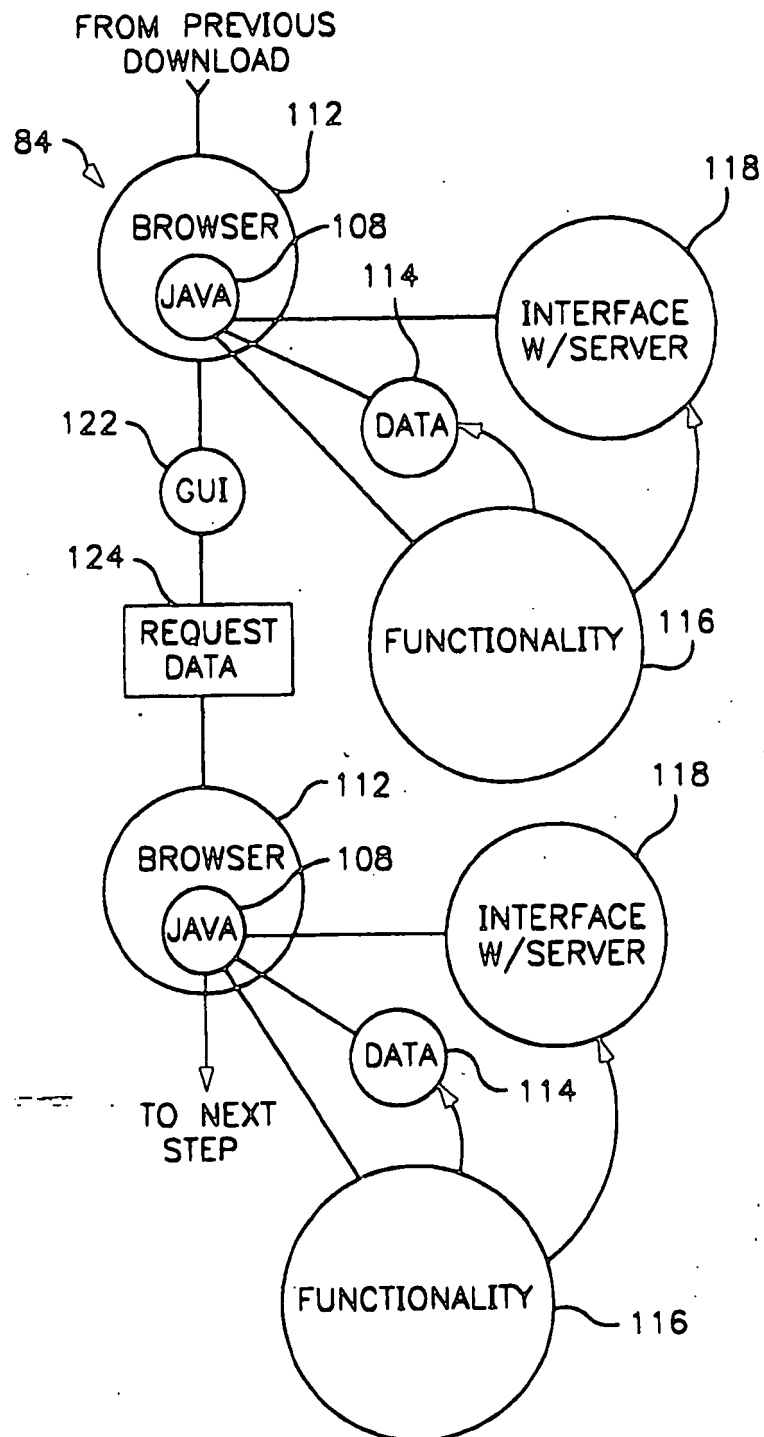 FROM PREVIOUS
DOWNLOAD
112
84
118
BROWSER
108
114
JAVA
INTERFACE
W/SERVER
DATA
122
GUI
124
REQUEST
DATA
FUNCTIONALITY
116
112
118
BROWSER
108
JAVA
INTERFACE
W/SERVER
DATA
114
TO NEXT
STEP
FUNCTIONALITY
116